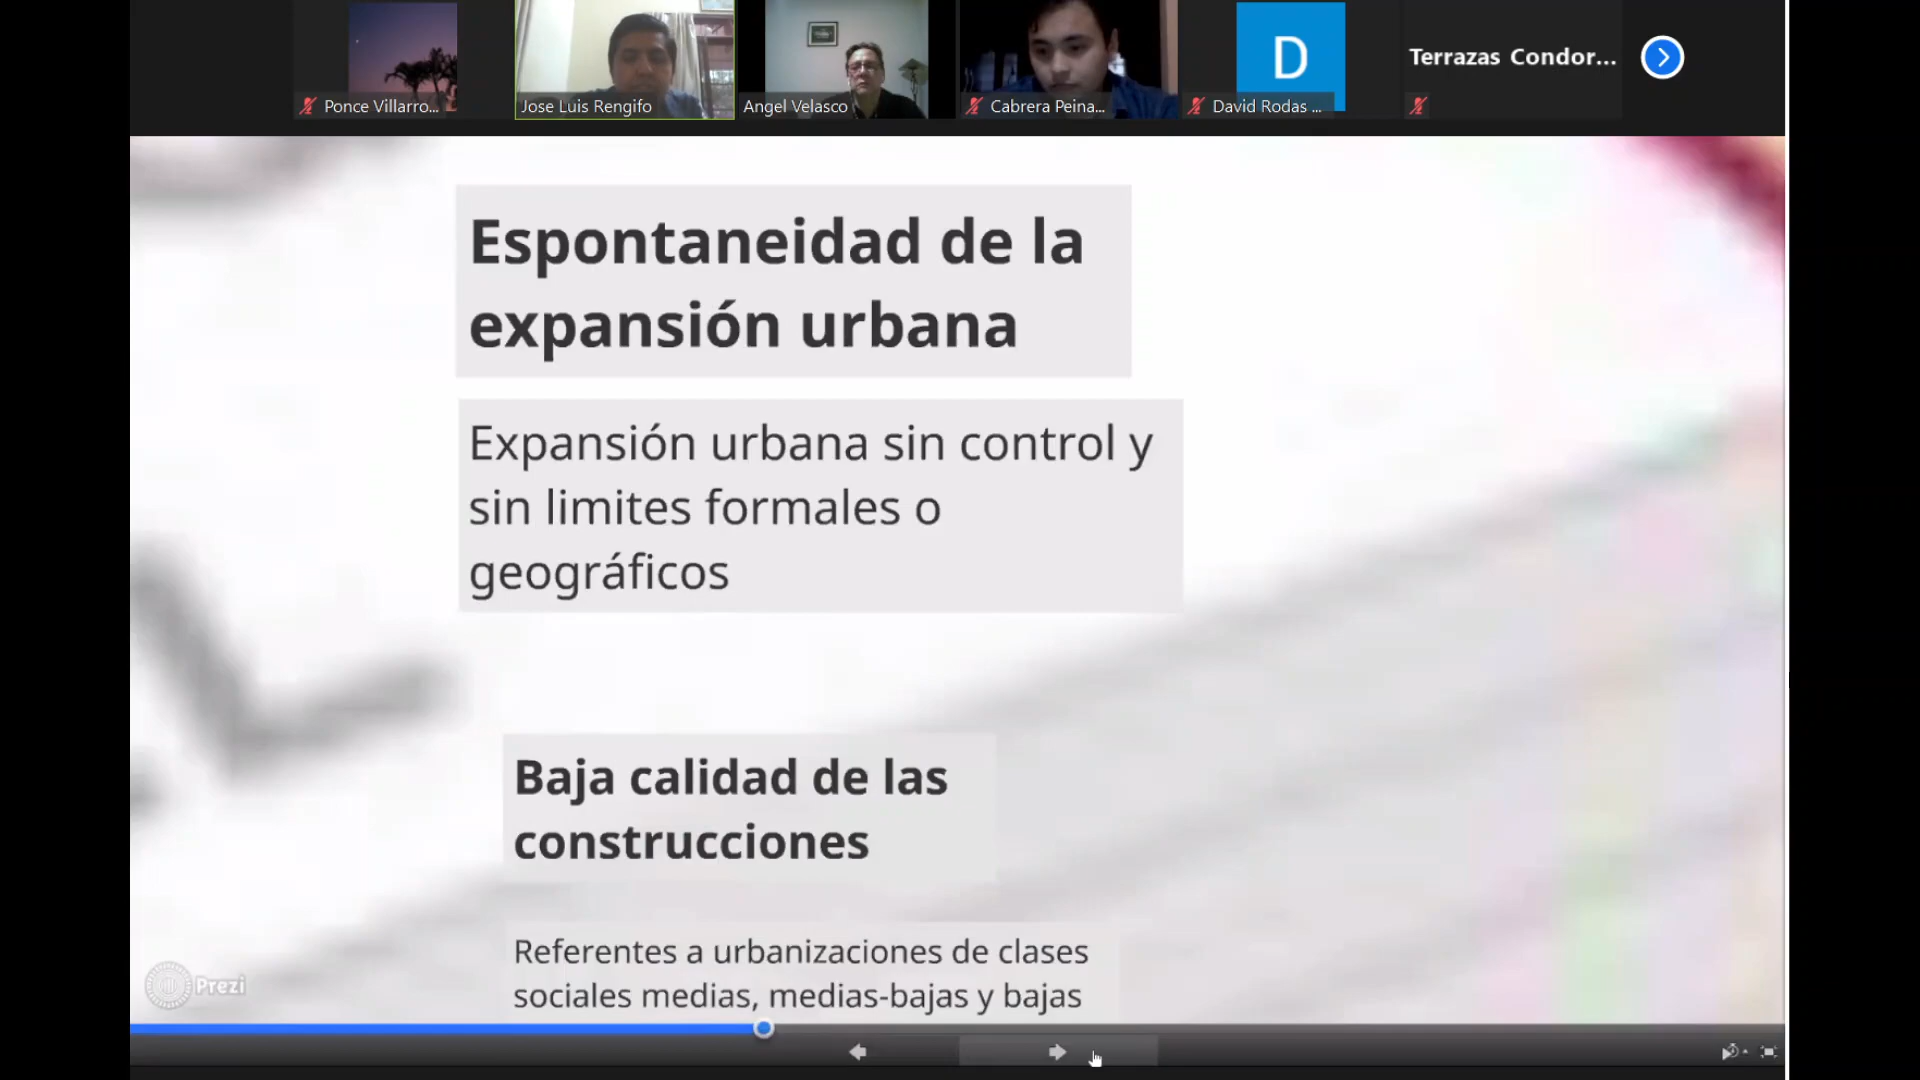 Ponce Villarro...
Jose Luis Rengifo
Angel Velasco
Cabrera Peina...
D
David Rodas ...
Terrazas Condor...
Espontaneidad de la
expansión urbana
Expansión urbana sin control y
sin limites formales o
geográficos
Baja calidad de las
construcciones
Referentes a urbanizaciones de clases
sociales medias, medias-bajas y bajas
Prezi